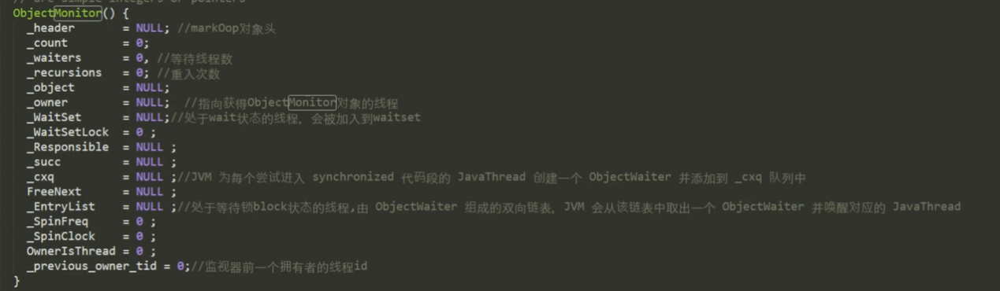 // are simple integers or pointers
ObjectMonitor() {
_header = NULL; //markOop对象头
_count = 0;
_waiters = 0, //等待线程数
_recursions = 0; //重入次数
_object = NULL;
_owner = NULL; //指向获得ObjectMonitor对象的线程
_WaitSet = NULL;//处于wait状态的线程，会被加入到waitset
_WaitSetLock = 0 ;
_Responsible = NULL ;
_succ = NULL ;
_cxq = NULL ;//JVM 为每个尝试进入 synchronized 代码段的 JavaThread 创建一个 ObjectWaiter 并添加到 _cxq 队列中
FreeNext = NULL ;
_EntryList = NULL ;//处于等待锁block状态的线程,由 ObjectWaiter 组成的双向链表，JVM 会从该链表中取出一个 ObjectWaiter 并唤醒对应的 JavaThread
_SpinFreq = 0 ;
_SpinClock = 0 ;
OwnerIsThread = 0 ;
_previous_owner_tid = 0;//监视器前一个拥有者的线程id
}